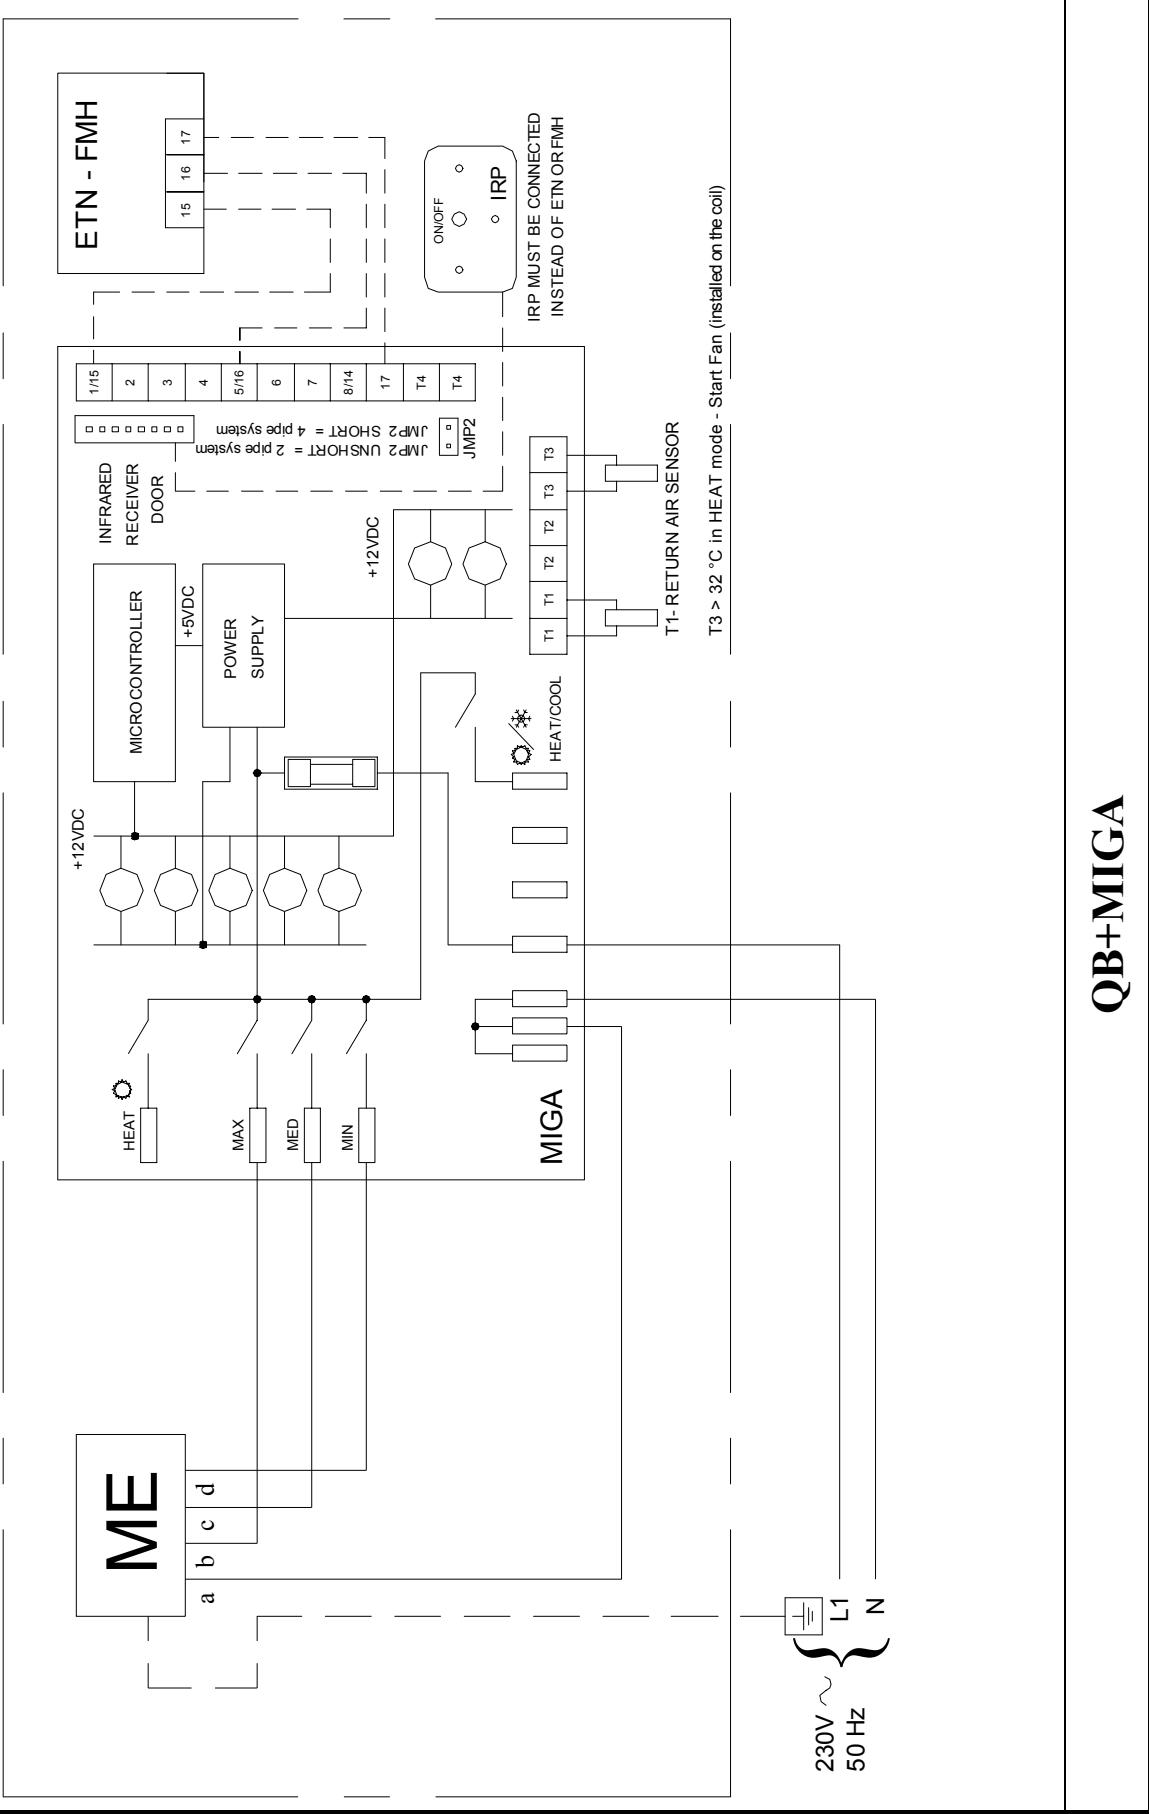 ETN - FMH
15
16
17
ON/OFF
IRP
IRP MUST BE CONNECTED
INSTEAD OF ETN OR FMH
1/15
2
3
4
5/16
6
7
8/14
17
T4
T4
INFRARED
RECEIVER
DOOR
JMP2 UNSHORT = 2 pipe system
JMP2 SHORT = 4 pipe system
JMP2
MICROCONTROLLER
+5VDC
POWER
SUPPLY
+12VDC
+12VDC
T1
T1
T2
T2
T3
T3
T1- RETURN AIR SENSOR
T3 > 32 °C in HEAT mode - Start Fan (installed on the coil)
HEAT/COOL
HEAT
MAX
MED
MIN
MIGA
ME
a
b
c
d
L1
N
230V
50 Hz
QB+MIGA